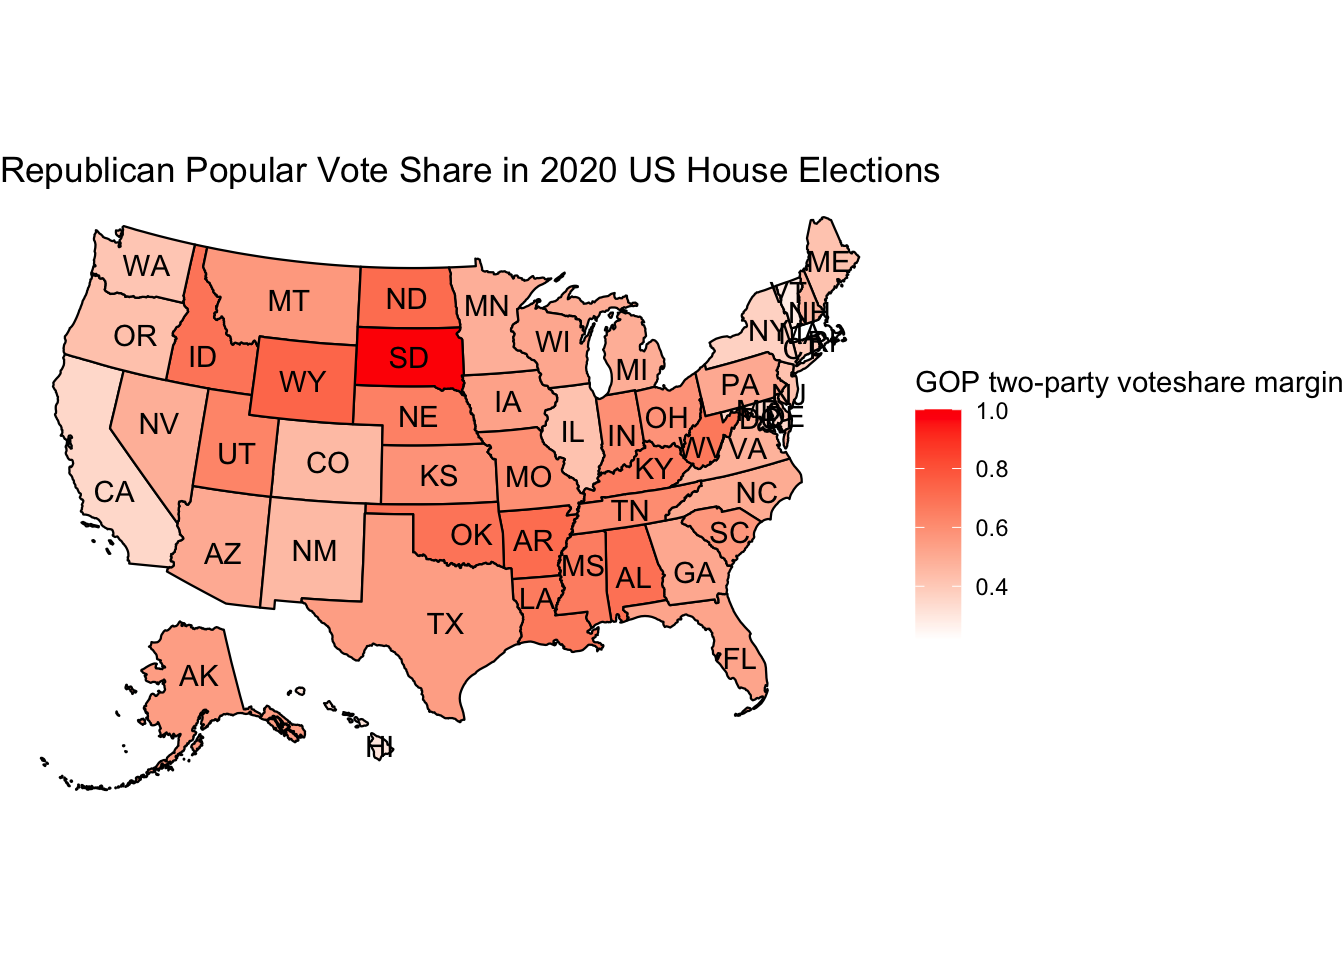 Republican Popular Vote Share in 2020 US House Elections
ME
WA
VT
MT
ND
MN
NH
OR
NY
MA
WI
RI
CT
ID
SD
MI
WY
PA
NJ
IA
NE
OH
DE
NV
IL
IN
UT
CO
WV
VA
KY
KS
MO
CA
NC
TN
OK
SC
AR
AZ
NM
MS
GA
AL
LA
TX
FL
AK
HI
GOP two-party voteshare margin
1.0
0.8
0.6
0.4